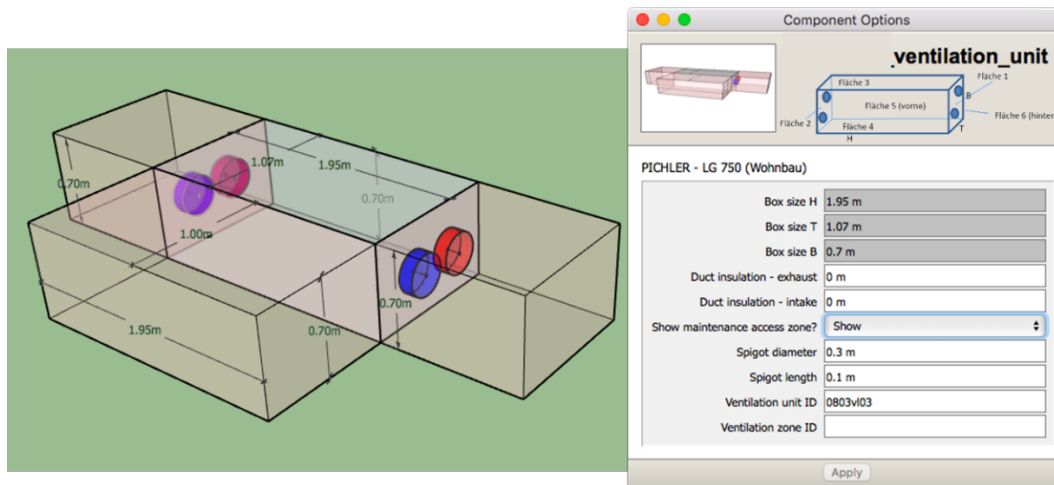 Component Options
_ventilation_unit
Fläche 3
Fläche 1
B
Fläche 5 (vorne)
Fläche 6 (hinten
Fläche 2
Fläche 4
T
H
PICHLER - LG 750 (Wohnbau)
Box size H 1.95 m
Box size T 1.07 m
Box size B 0.7 m
Duct insulation - exhaust 0 m
Duct insulation - intake 0 m
Show maintenance access zone? Show
Spigot diameter 0.3 m
Spigot length 0.1 m
Ventilation unit ID 0803vl03
Ventilation zone ID
Apply
1.07m
1.95m
0.70m
0.70m
1.00m
0.70m
0.70m
1.95m